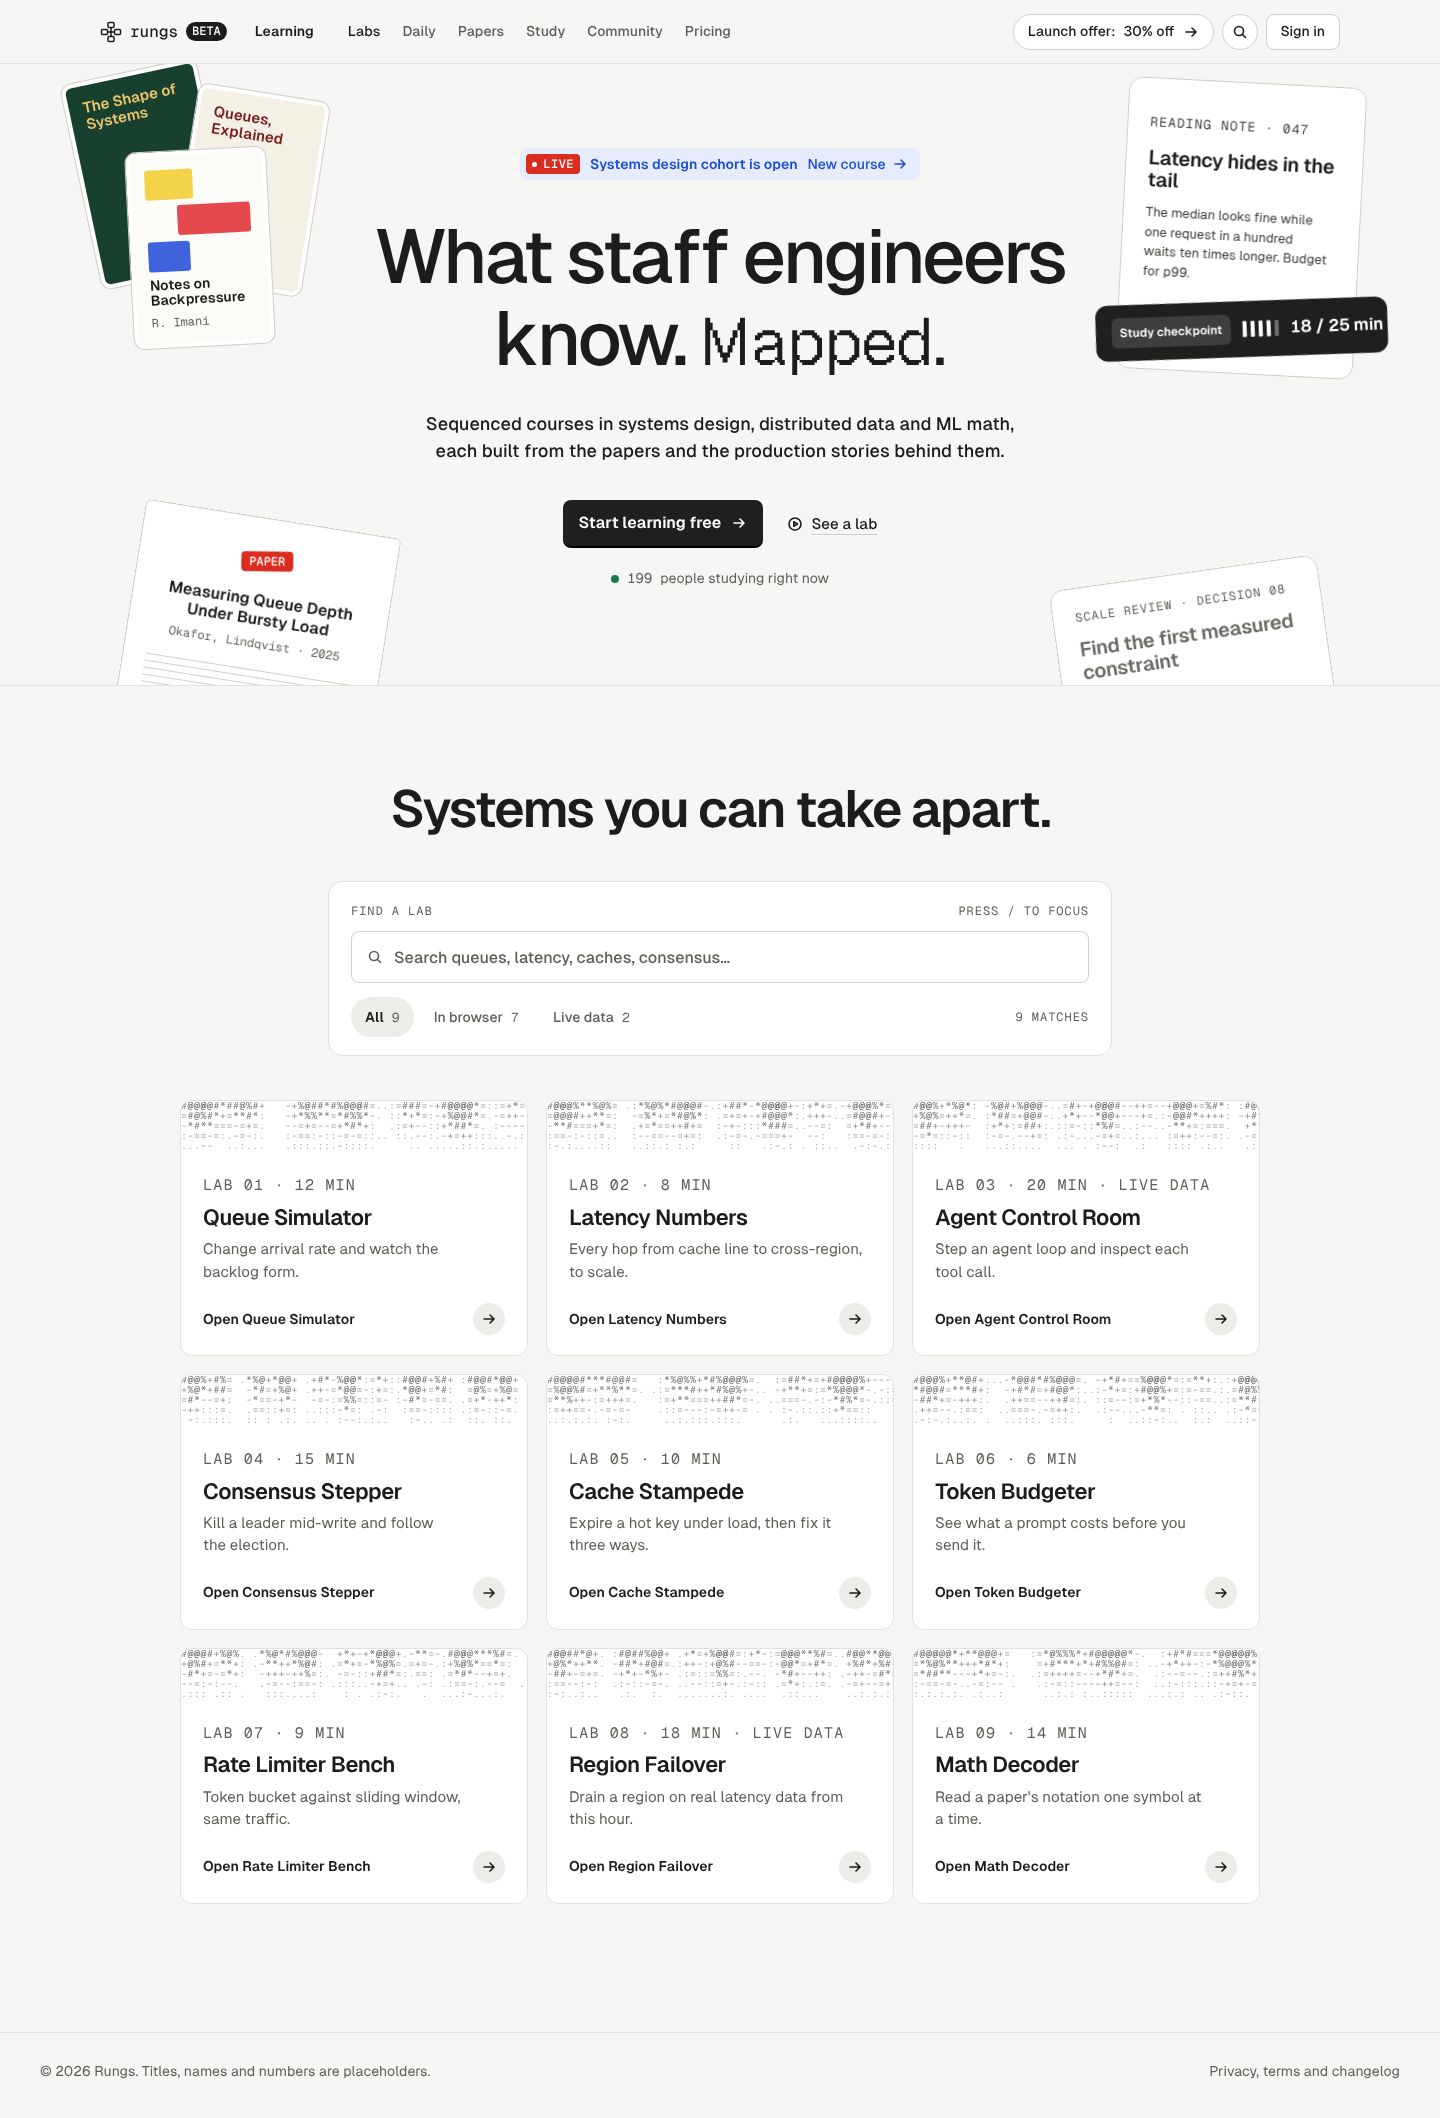 rungs BETA Learning Labs Daily Papers Study Community Pricing Launch offer: 30% off → Sign in
The Shape of
Systems
Queues,
Explained
Notes on
Backpressure
R. Imani
READING NOTE · 047
Latency hides in the
tail
The median looks fine while
one request in a hundred
waits ten times longer. Budget
for p99.
Study checkpoint 18 / 25 min
LIVE Systems design cohort is open New course →
What staff engineers
know. Mapped.
Sequenced courses in systems design, distributed data and ML math,
each built from the papers and the production stories behind them.
Start learning free → See a lab
199 people studying right now
PAPER
Measuring Queue Depth
Under Bursty Load
Okafor, Lindqvist · 2025
SCALE REVIEW · DECISION 08
Find the first measured
constraint
Systems you can take apart.
FIND A LAB PRESS / TO FOCUS
Search queues, latency, caches, consensus…
All 9 In browser 7 Live data 2 9 MATCHES
LAB 01 · 12 MIN
Queue Simulator
Change arrival rate and watch the
backlog form.
Open Queue Simulator →
LAB 02 · 8 MIN
Latency Numbers
Every hop from cache line to cross-region,
to scale.
Open Latency Numbers →
LAB 03 · 20 MIN · LIVE DATA
Agent Control Room
Step an agent loop and inspect each
tool call.
Open Agent Control Room →
LAB 04 · 15 MIN
Consensus Stepper
Kill a leader mid-write and follow
the election.
Open Consensus Stepper →
LAB 05 · 10 MIN
Cache Stampede
Expire a hot key under load, then fix it
three ways.
Open Cache Stampede →
LAB 06 · 6 MIN
Token Budgeter
See what a prompt costs before you
send it.
Open Token Budgeter →
LAB 07 · 9 MIN
Rate Limiter Bench
Token bucket against sliding window,
same traffic.
Open Rate Limiter Bench →
LAB 08 · 18 MIN · LIVE DATA
Region Failover
Drain a region on real latency data from
this hour.
Open Region Failover →
LAB 09 · 14 MIN
Math Decoder
Read a paper's notation one symbol at
a time.
Open Math Decoder →
© 2026 Rungs. Titles, names and numbers are placeholders. Privacy, terms and changelog